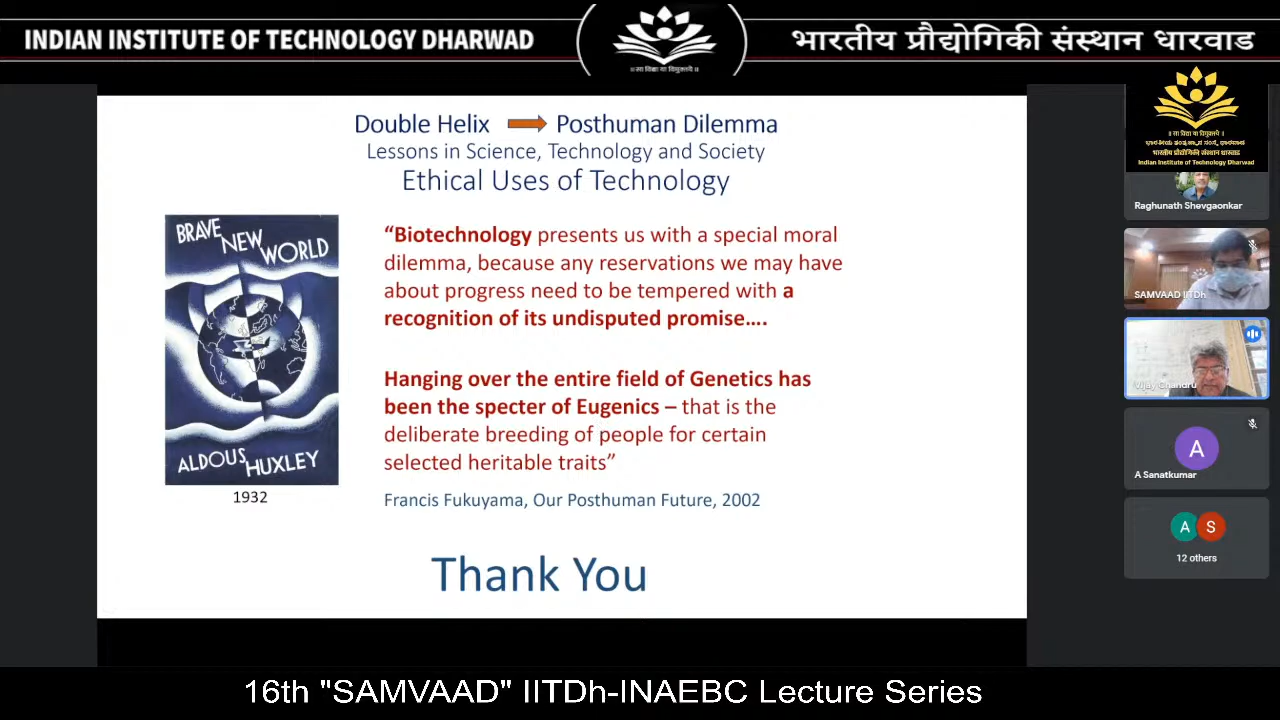 INDIAN INSTITUTE OF TECHNOLOGY DHARWAD
॥ सा विद्या या विमुक्तये ॥
भारतीय प्रौद्योगिकी संस्थान धारवाड
Double Helix Posthuman Dilemma
Lessons in Science, Technology and Society
Ethical Uses of Technology
BRAVE
NEW
WORLD
ALDOUS
HUXLEY
1932
“Biotechnology presents us with a special moral
dilemma, because any reservations we may have
about progress need to be tempered with a
recognition of its undisputed promise….
Hanging over the entire field of Genetics has
been the specter of Eugenics – that is the
deliberate breeding of people for certain
selected heritable traits”
Francis Fukuyama, Our Posthuman Future, 2002
Thank You
॥ सा विद्या या विमुक्तये ॥
भारतीय प्रौद्योगिकी संस्थान धारवाड
Indian Institute of Technology Dharwad
Raghunath Shevgaonkar
SAMVAAD IITDh
Vijay Chandru
A
A Sanatkumar
A S
12 others
16th "SAMVAAD" IITDh-INAEBC Lecture Series